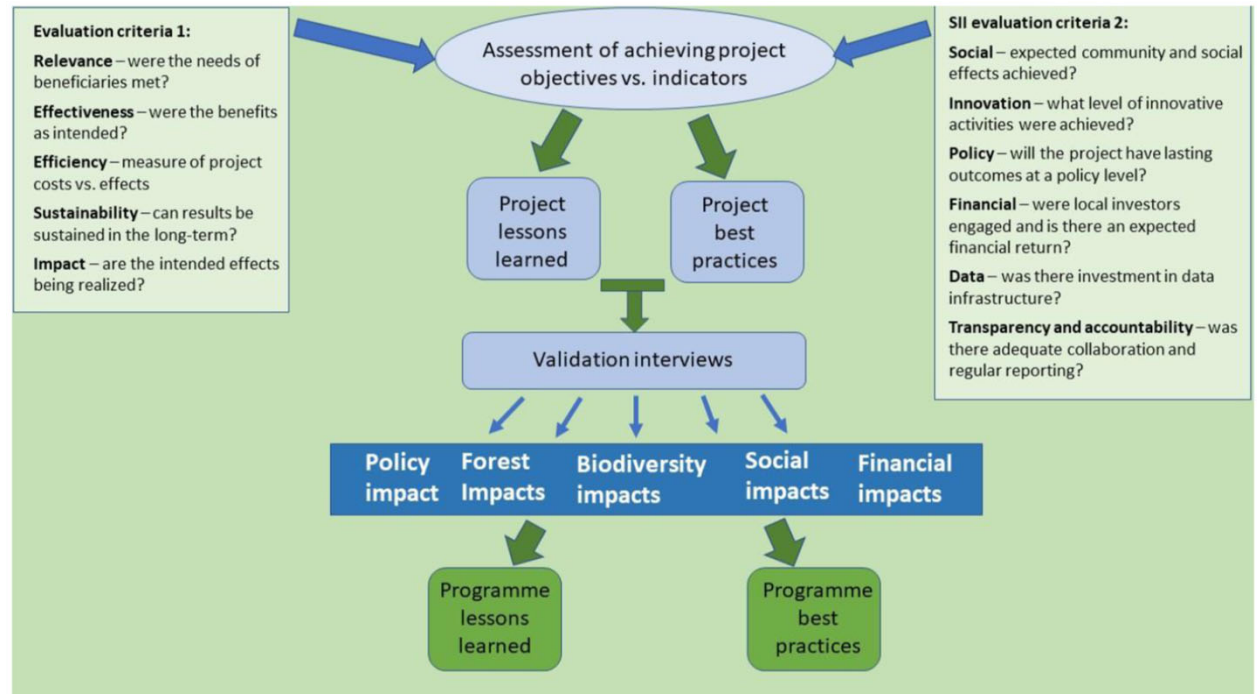 Evaluation criteria 1:
Relevance – were the needs of
beneficiaries met?
Effectiveness – were the benefits
as intended?
Efficiency – measure of project
costs vs. effects
Sustainability – can results be
sustained in the long-term?
Impact – are the intended effects
being realized?
Assessment of achieving project
objectives vs. indicators
SII evaluation criteria 2:
Social – expected community and social
effects achieved?
Innovation – what level of innovative
activities were achieved?
Policy – will the project have lasting
outcomes at a policy level?
Financial – were local investors
engaged and is there an expected
financial return?
Data – was there investment in data
infrastructure?
Transparency and accountability – was
there adequate collaboration and
regular reporting?
Project
lessons
learned
Project
best
practices
Validation interviews
Policy
impact
Forest
Impacts
Biodiversity
impacts
Social
impacts
Financial
impacts
Programme
lessons
learned
Programme
best
practices